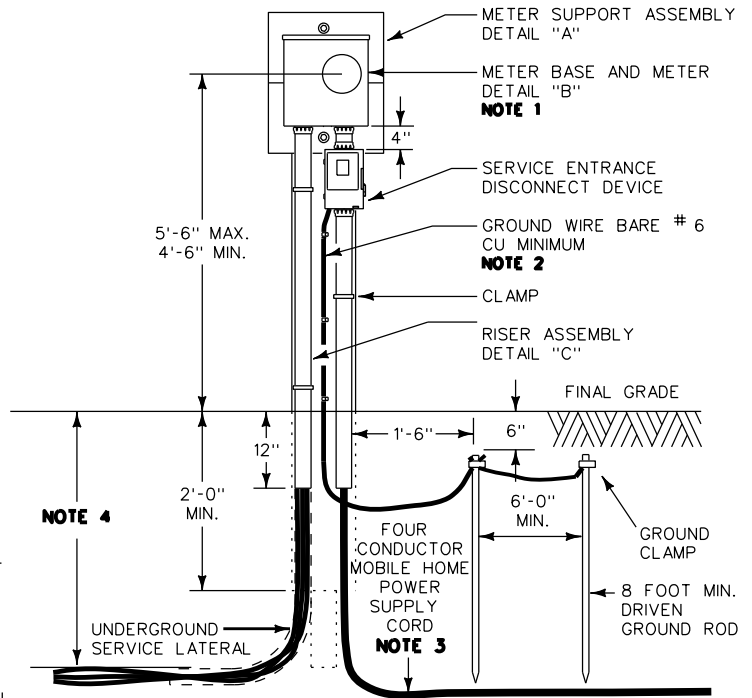 METER SUPPORT ASSEMBLY
DETAIL "A"
METER BASE AND METER
DETAIL "B"
NOTE 1
4"
SERVICE ENTRANCE
DISCONNECT DEVICE
5'-6" MAX.
4'-6" MIN.
GROUND WIRE BARE # 6
CU MINIMUM
NOTE 2
CLAMP
RISER ASSEMBLY
DETAIL "C"
FINAL GRADE
1'-6"
6"
12"
2'-0"
MIN.
6'-0"
MIN.
NOTE 4
GROUND
CLAMP
FOUR
CONDUCTOR
MOBILE HOME
POWER
SUPPLY
CORD
NOTE 3
8 FOOT MIN.
DRIVEN
GROUND ROD
UNDERGROUND
SERVICE LATERAL